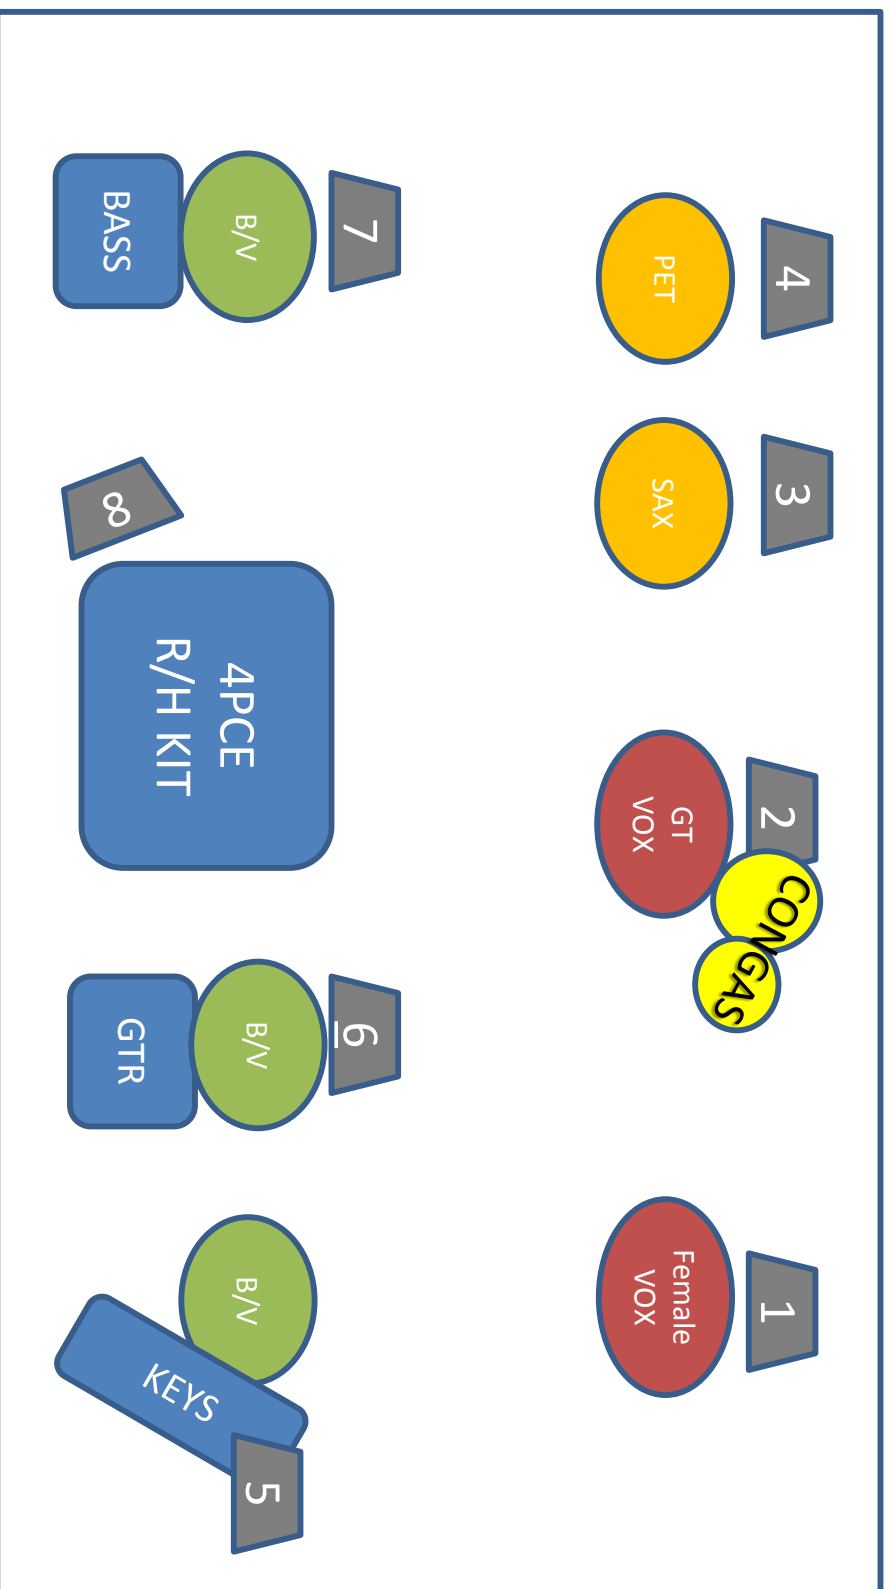 4
3
2
1
CONGAS
PET
SAX
GT
VOX
Female
VOX
7
6
5
B/V
B/V
B/V
4PCE
R/H KIT
KEYS
8
BASS
GTR